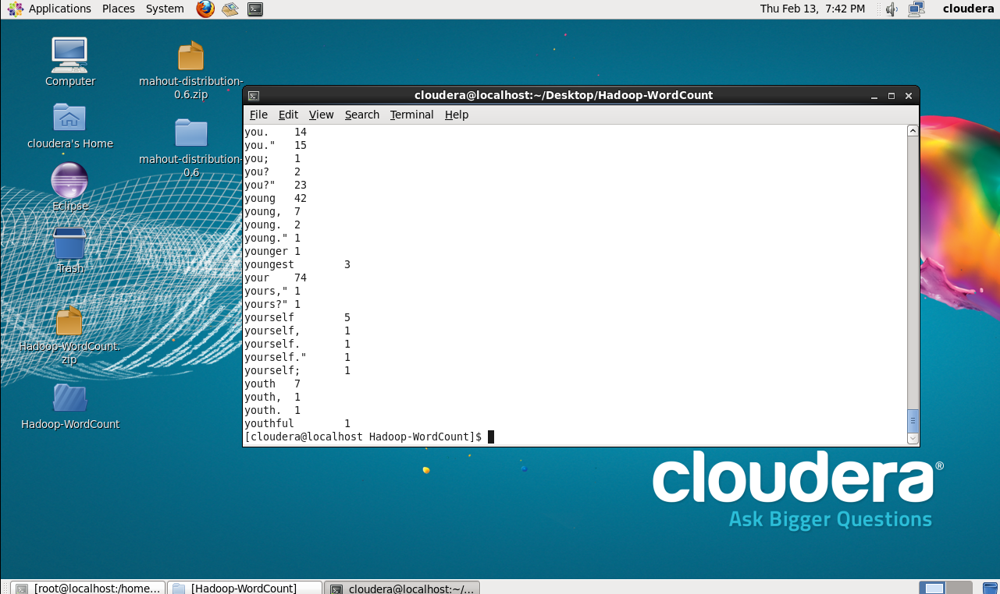 Applications Places System Thu Feb 13, 7:42 PM cloudera
Computer
mahout-distribution-
0.6.zip
cloudera's Home
mahout-distribution-
0.6
Eclipse
Trash
Hadoop-WordCount.
zip
Hadoop-WordCount
cloudera@localhost:~/Desktop/Hadoop-WordCount
File Edit View Search Terminal Help
you. 14
you." 15
you; 1
you? 2
you?" 23
young 42
young, 7
young. 2
young." 1
younger 1
youngest 3
your 74
yours," 1
yours?" 1
yourself 5
yourself, 1
yourself. 1
yourself." 1
yourself; 1
youth 7
youth, 1
youth. 1
youthful 1
[cloudera@localhost Hadoop-WordCount]$
cloudera®
Ask Bigger Questions
[root@localhost:/home... [Hadoop-WordCount] cloudera@localhost:~/...